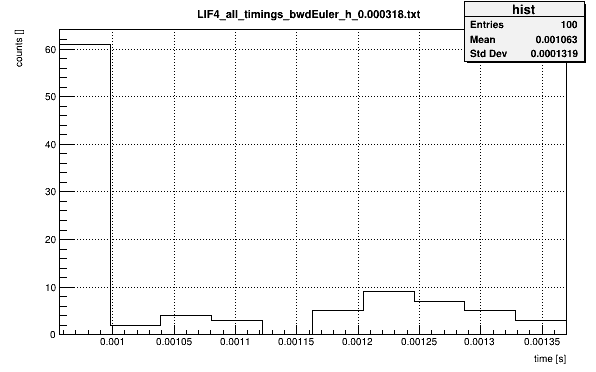 LIF4_all_timings_bwdEuler_h_0.000318.txt
hist
Entries 100
Mean 0.001063
Std Dev 0.0001319
counts []
60
50
40
30
20
10
0
0.001 0.00105 0.0011 0.00115 0.0012 0.00125 0.0013 0.00135
time [s]